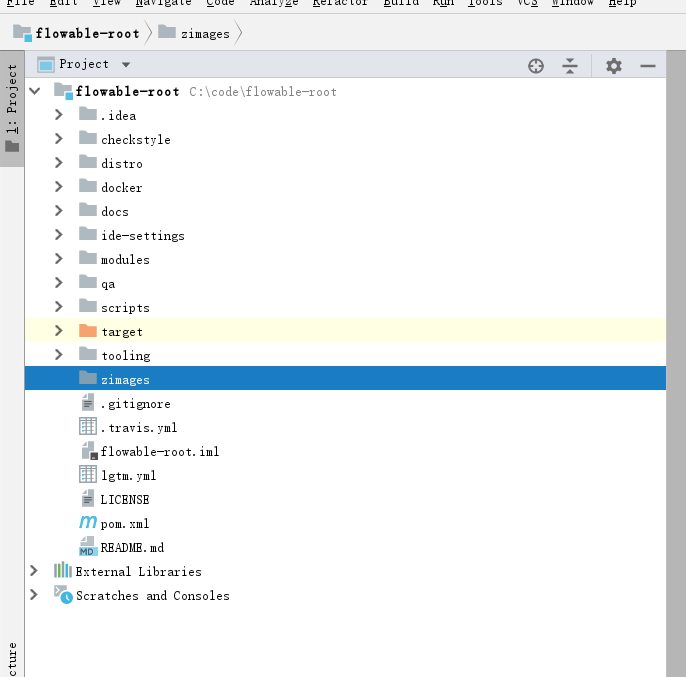 File Edit View Navigate Code Analyze Refactor Build Run Tools VCS Window Help
flowable-root zimages
1: Project
Project
flowable-root C:\code\flowable-root
.idea
checkstyle
distro
docker
docs
ide-settings
modules
qa
scripts
target
tooling
zimages
.gitignore
.travis.yml
flowable-root.iml
lgtm.yml
LICENSE
pom.xml
README.md
External Libraries
Scratches and Consoles
cture